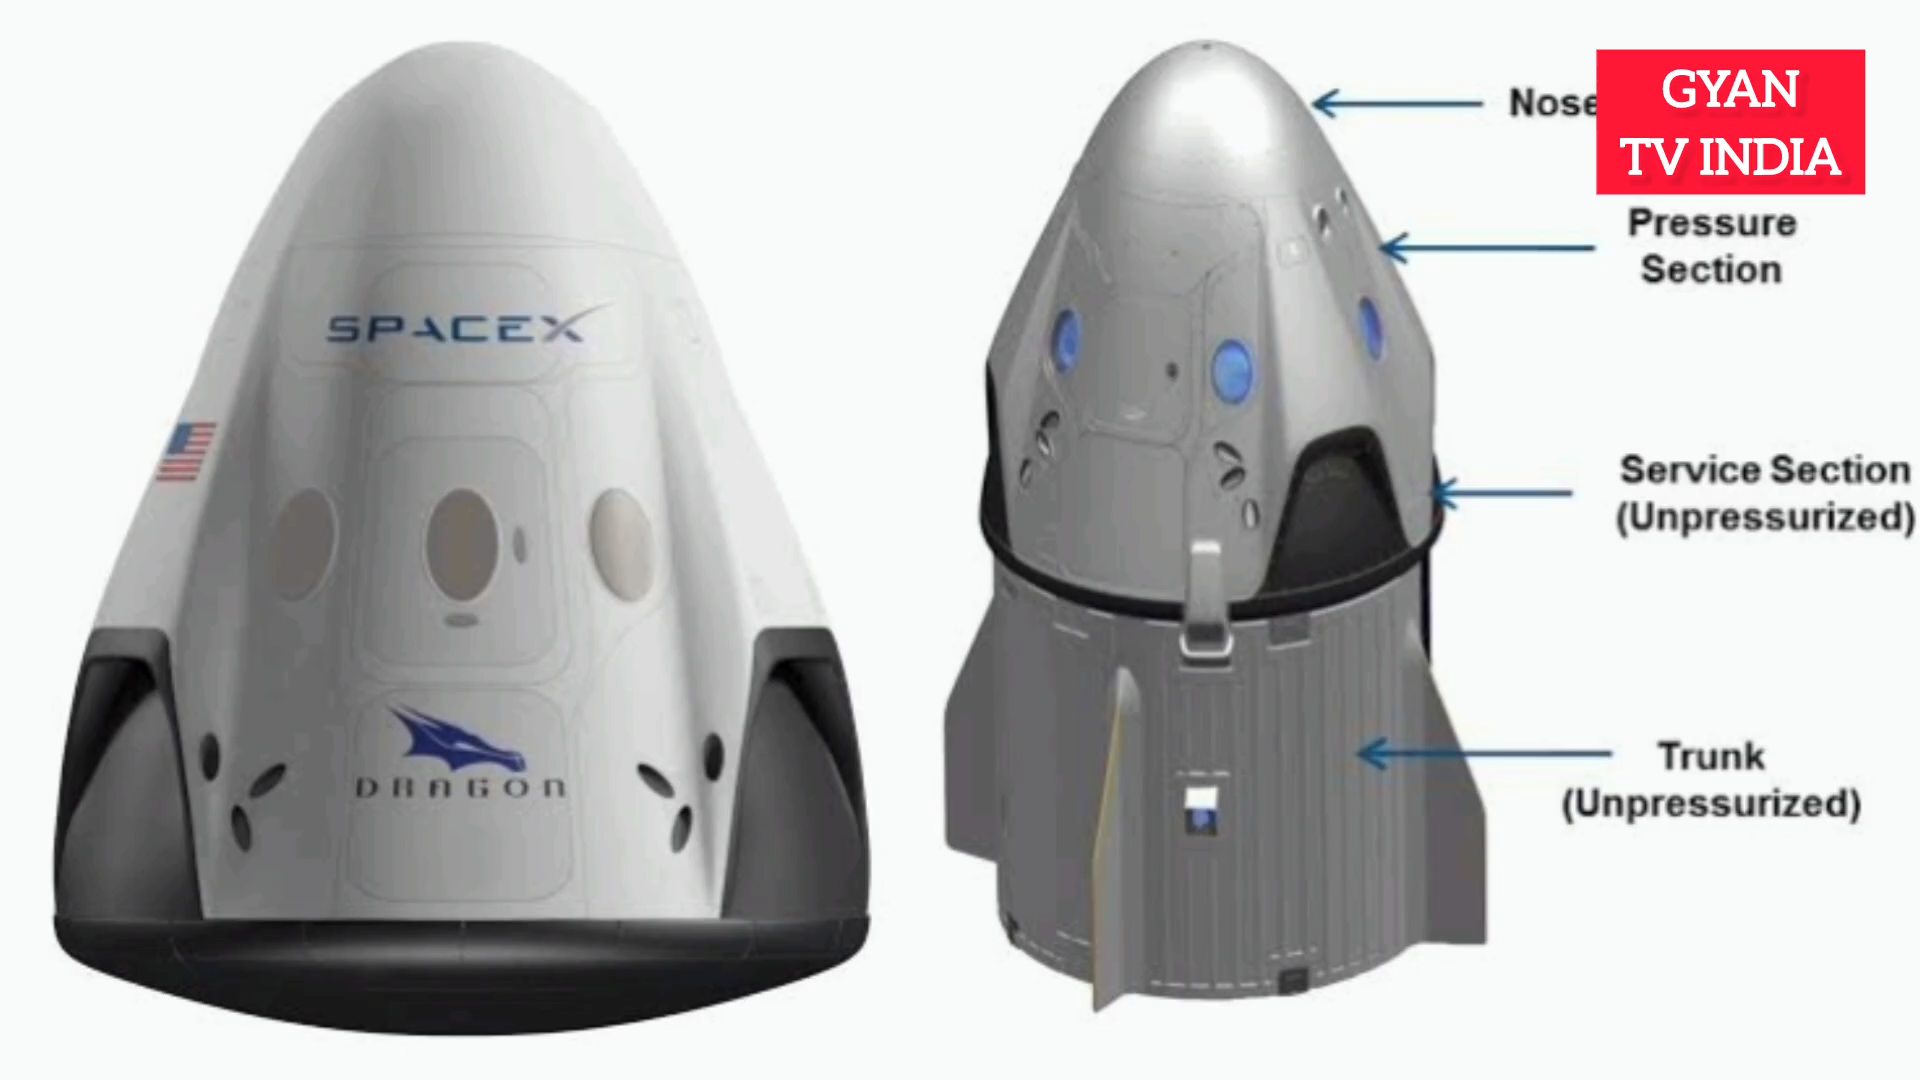 SPACEX
DRAGON
Nose
GYAN
TV INDIA
Pressure
Section
Service Section
(Unpressurized)
Trunk
(Unpressurized)